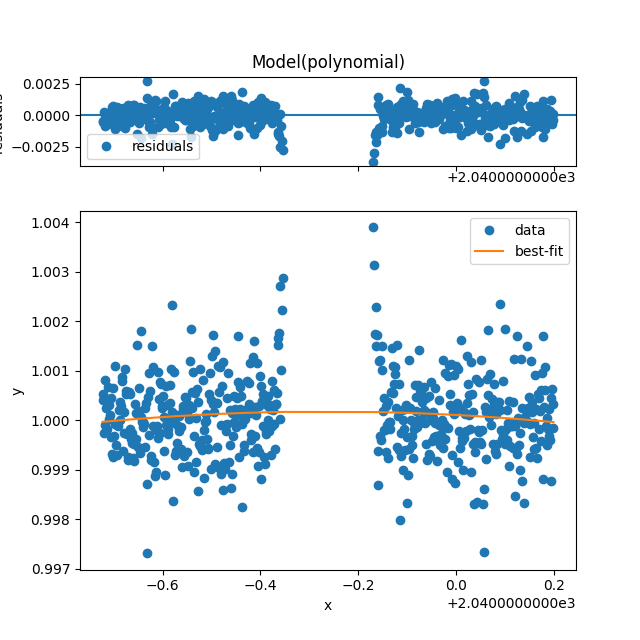 Model(polynomial)
0.0025
0.0000
−0.0025
residuals
+2.0400000000e3
1.004
1.003
1.002
1.001
1.000
0.999
0.998
0.997
y
data
best-fit
−0.6
−0.4
−0.2
0.0
0.2
x
+2.0400000000e3